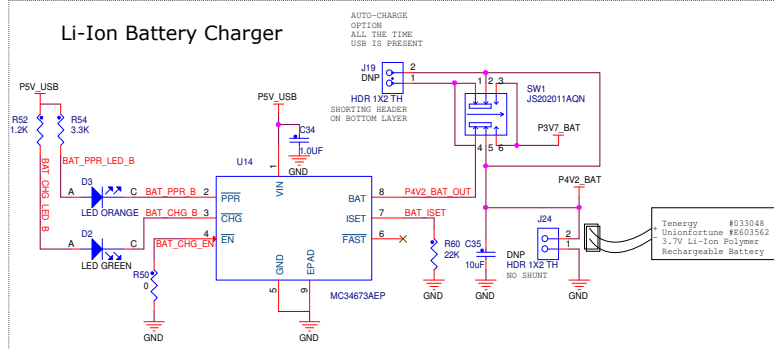 Li-Ion Battery Charger
AUTO-CHARGE
OPTION
ALL THE TIME
USB IS PRESENT
J19
DNP
2
1
HDR 1X2 TH
SHORTING HEADER
ON BOTTOM LAYER
1 2 3
SW1
JS202011AQN
4 5 6
P3V7_BAT
P5V_USB
R52
1.2K
R54
3.3K
P5V_USB
C34
1.0UF
GND
BAT_PPR_LED_B
BAT_CHG_LED_B
U14
1
VIN
D3
A
C
BAT_PPR_B
2
PPR
LED ORANGE
BAT
8
P4V2_BAT_OUT
P4V2_BAT
BAT_CHG_B
3
CHG
ISET
7
BAT_ISET
D2
A
C
LED GREEN
BAT_CHG_EN
4
EN
FAST
6
R50
0
GND
EPAD
5
9
MC34673AEP
R60
22K
C35
10uF
J24
2
1
DNP
HDR 1X2 TH
NO SHUNT
+
-
Tenergy #033048
Unionfortune #E603562
3.7V Li-Ion Polymer
Rechargeable Battery
GND
GND
GND
GND
GND